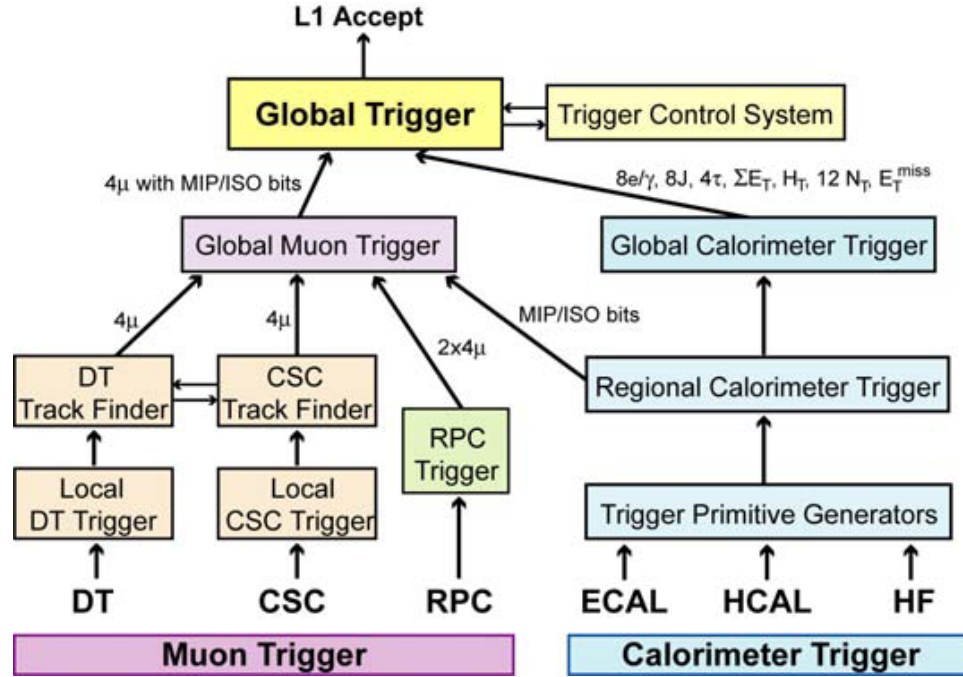 L1 Accept
Global Trigger
Trigger Control System
4μ with MIP/ISO bits
8e/γ, 8J, 4τ, ΣE_T, H_T, 12 N_T, E_T^miss
Global Muon Trigger
Global Calorimeter Trigger
4μ
4μ
2x4μ
MIP/ISO bits
DT
Track Finder
CSC
Track Finder
Regional Calorimeter Trigger
RPC
Trigger
Local
DT Trigger
Local
CSC Trigger
Trigger Primitive Generators
DT
CSC
RPC
ECAL
HCAL
HF
Muon Trigger
Calorimeter Trigger